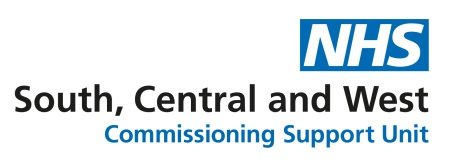 NHS
South, Central and West
Commissioning Support Unit